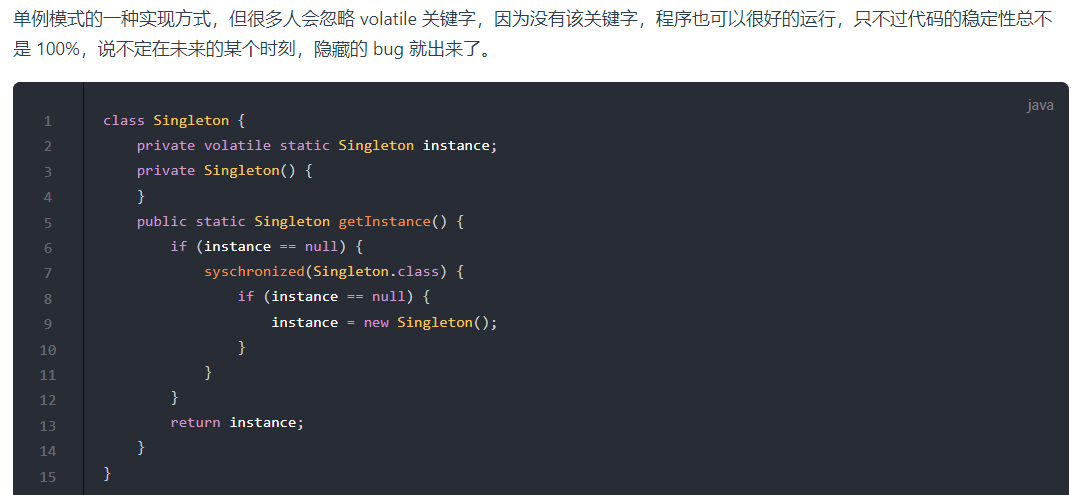 单例模式的一种实现方式，但很多人会忽略 volatile 关键字，因为没有该关键字，程序也可以很好的运行，只不过代码的稳定性总不
是 100%，说不定在未来的某个时刻，隐藏的 bug 就出来了。
java
1 class Singleton {
2     private volatile static Singleton instance;
3     private Singleton() {
4     }
5     public static Singleton getInstance() {
6         if (instance == null) {
7             syschronized(Singleton.class) {
8                 if (instance == null) {
9                     instance = new Singleton();
10                 }
11             }
12         }
13         return instance;
14     }
15 }